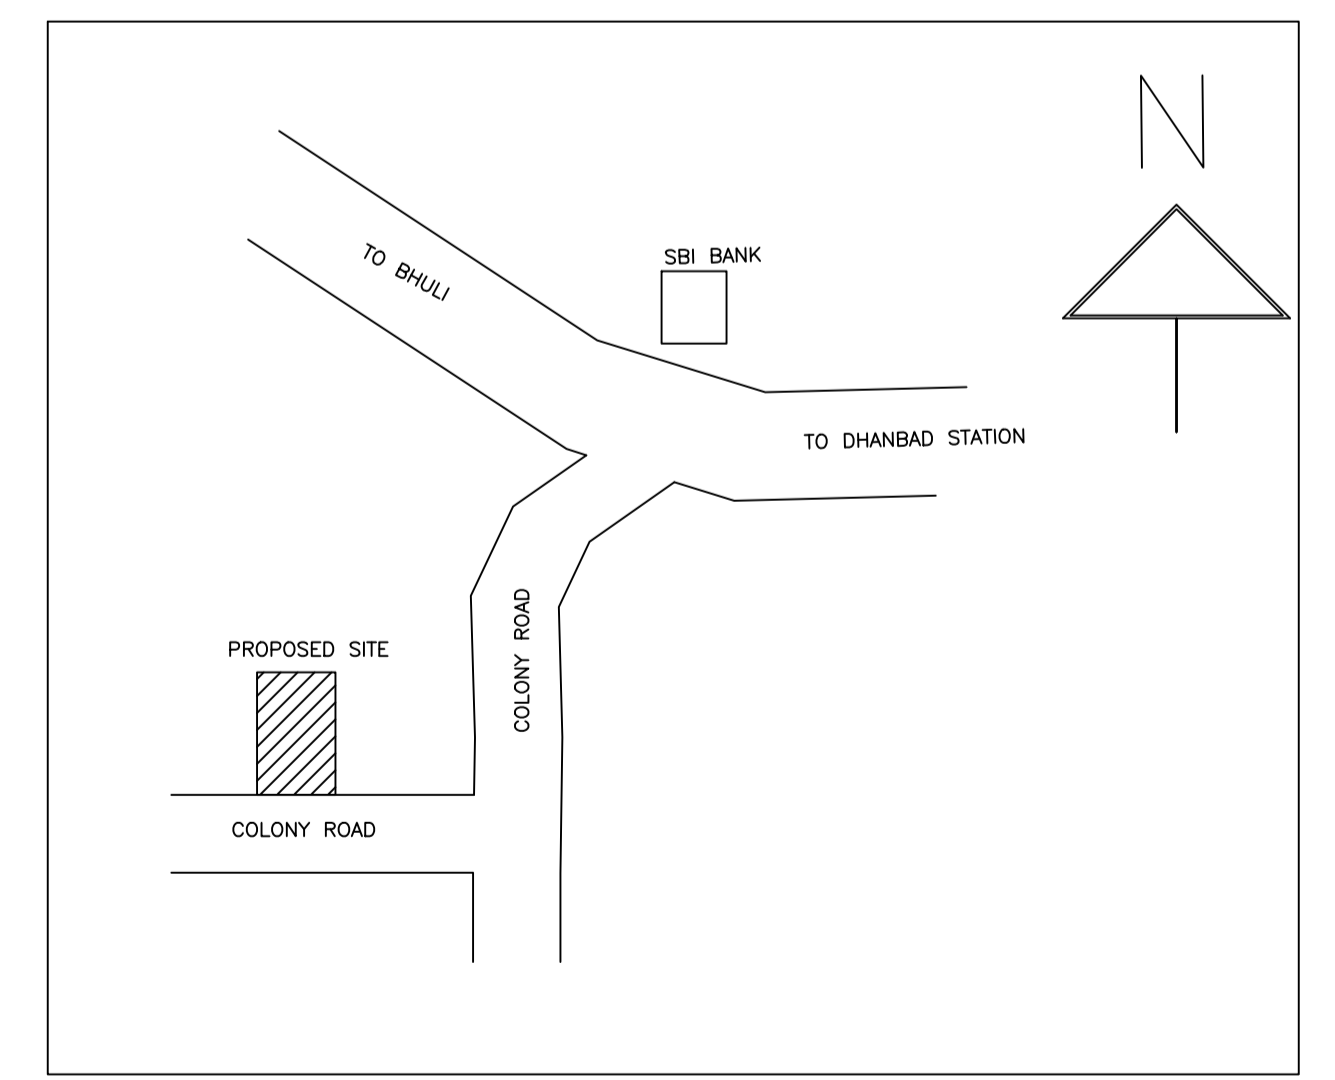 N
TO BHULI
SBI BANK
TO DHANBAD STATION
COLONY ROAD
PROPOSED SITE
COLONY ROAD